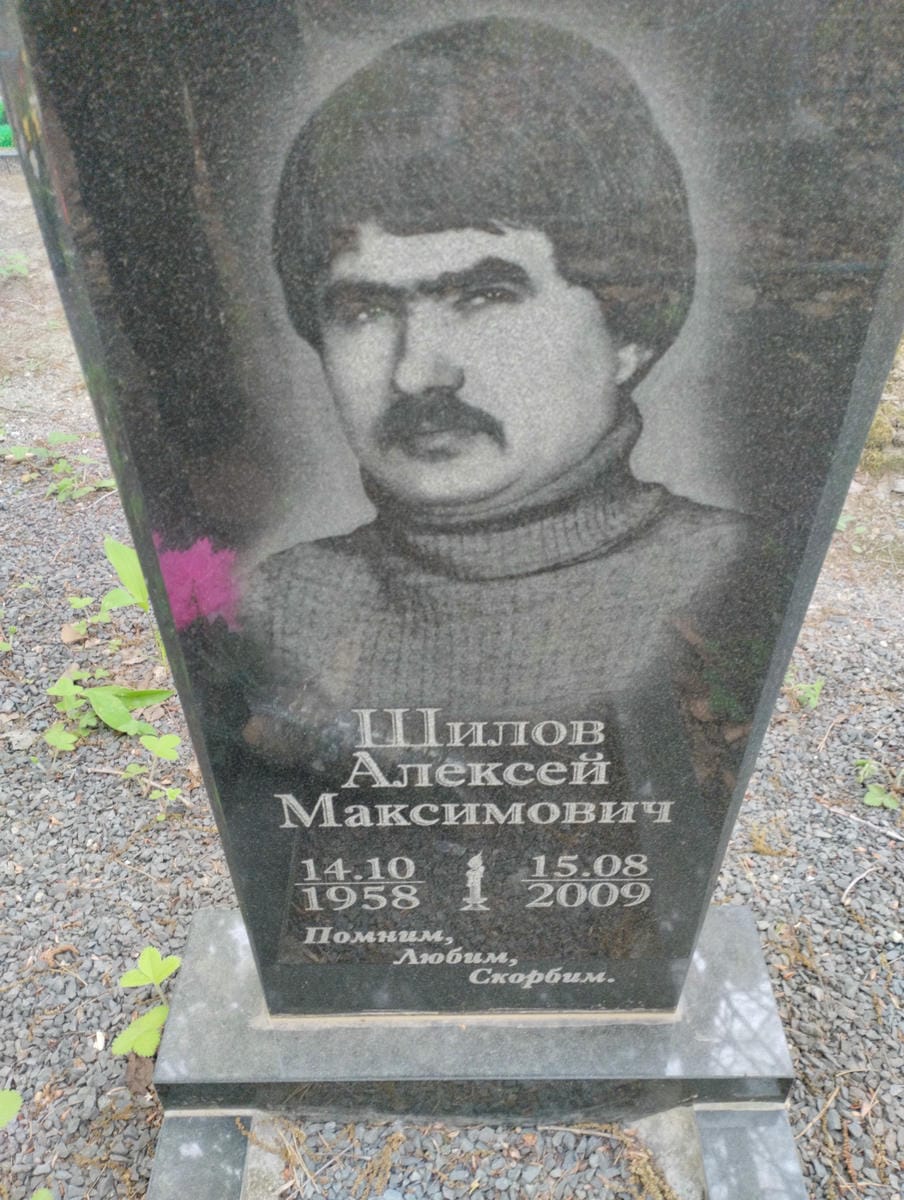 Шилов
Алексей
Максимович
14.10 15.08
1958 2009
Помним,
Любим,
Скорбим.